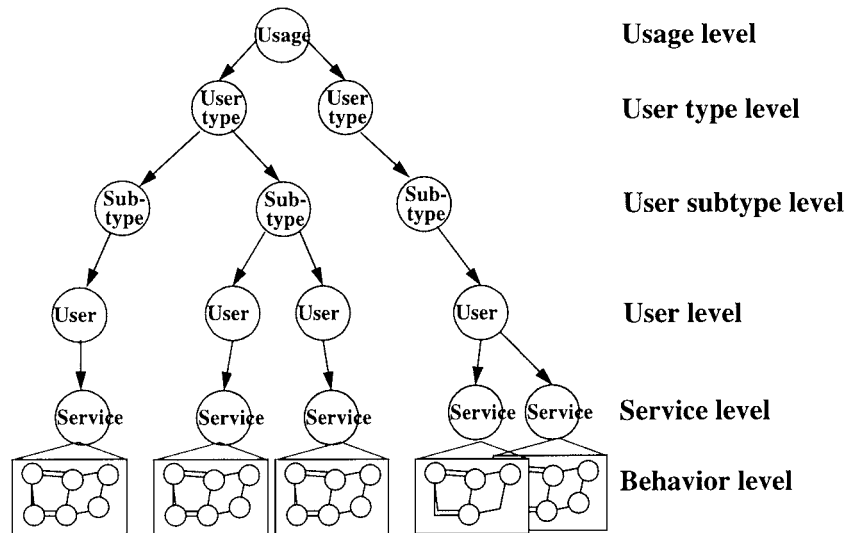 Usage
Usage level
User
type
User
type
User type level
Sub-
type
Sub-
type
Sub-
type
User subtype level
User
User
User
User
User level
Service
Service
Service
Service
Service
Service level
Behavior level